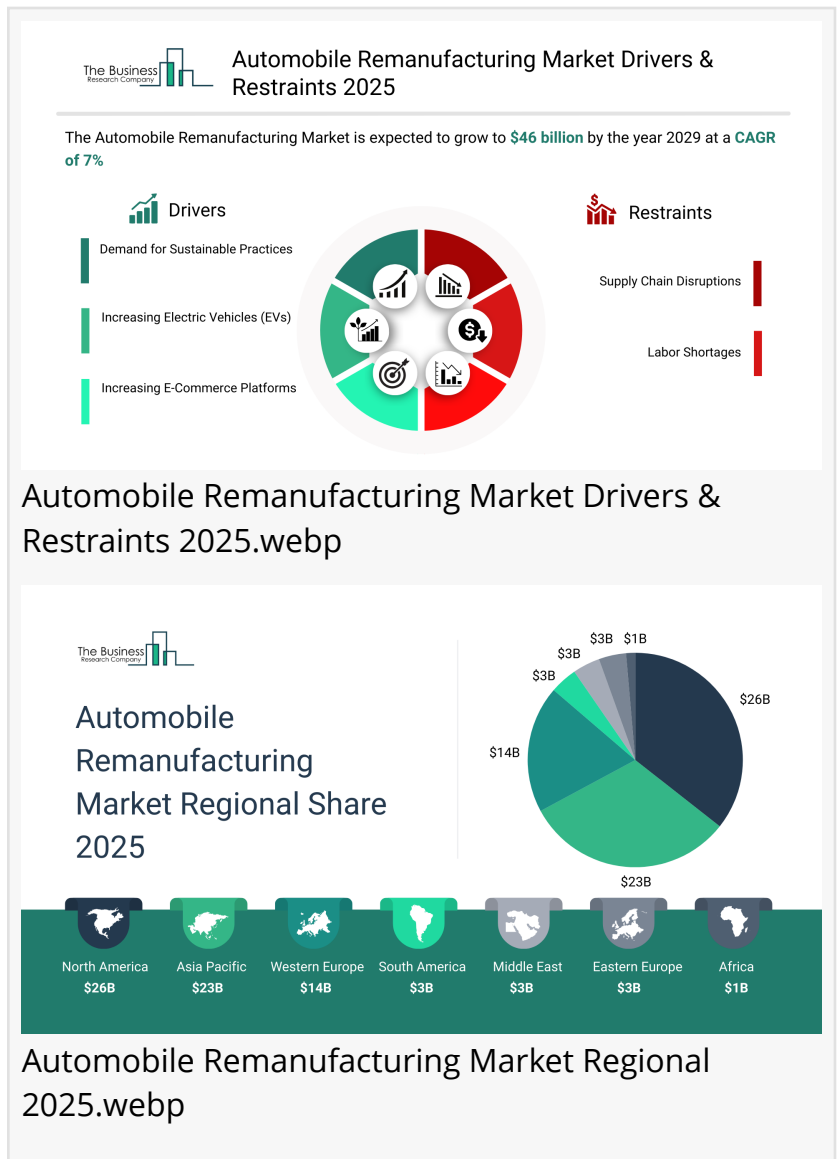 The Business
Research Company
Automobile Remanufacturing Market Drivers &
Restraints 2025
The Automobile Remanufacturing Market is expected to grow to $46 billion by the year 2029 at a CAGR
of 7%
Drivers
Demand for Sustainable Practices
Increasing Electric Vehicles (EVs)
Increasing E-Commerce Platforms
Restraints
Supply Chain Disruptions
Labor Shortages
Automobile Remanufacturing Market Drivers &
Restraints 2025.webp
The Business
Research Company
Automobile
Remanufacturing
Market Regional Share
2025
$3B $1B
$3B
$3B
$26B
$14B
$23B
North America Asia Pacific Western Europe South America Middle East Eastern Europe Africa
$26B $23B $14B $3B $3B $3B $1B
Automobile Remanufacturing Market Regional
2025.webp